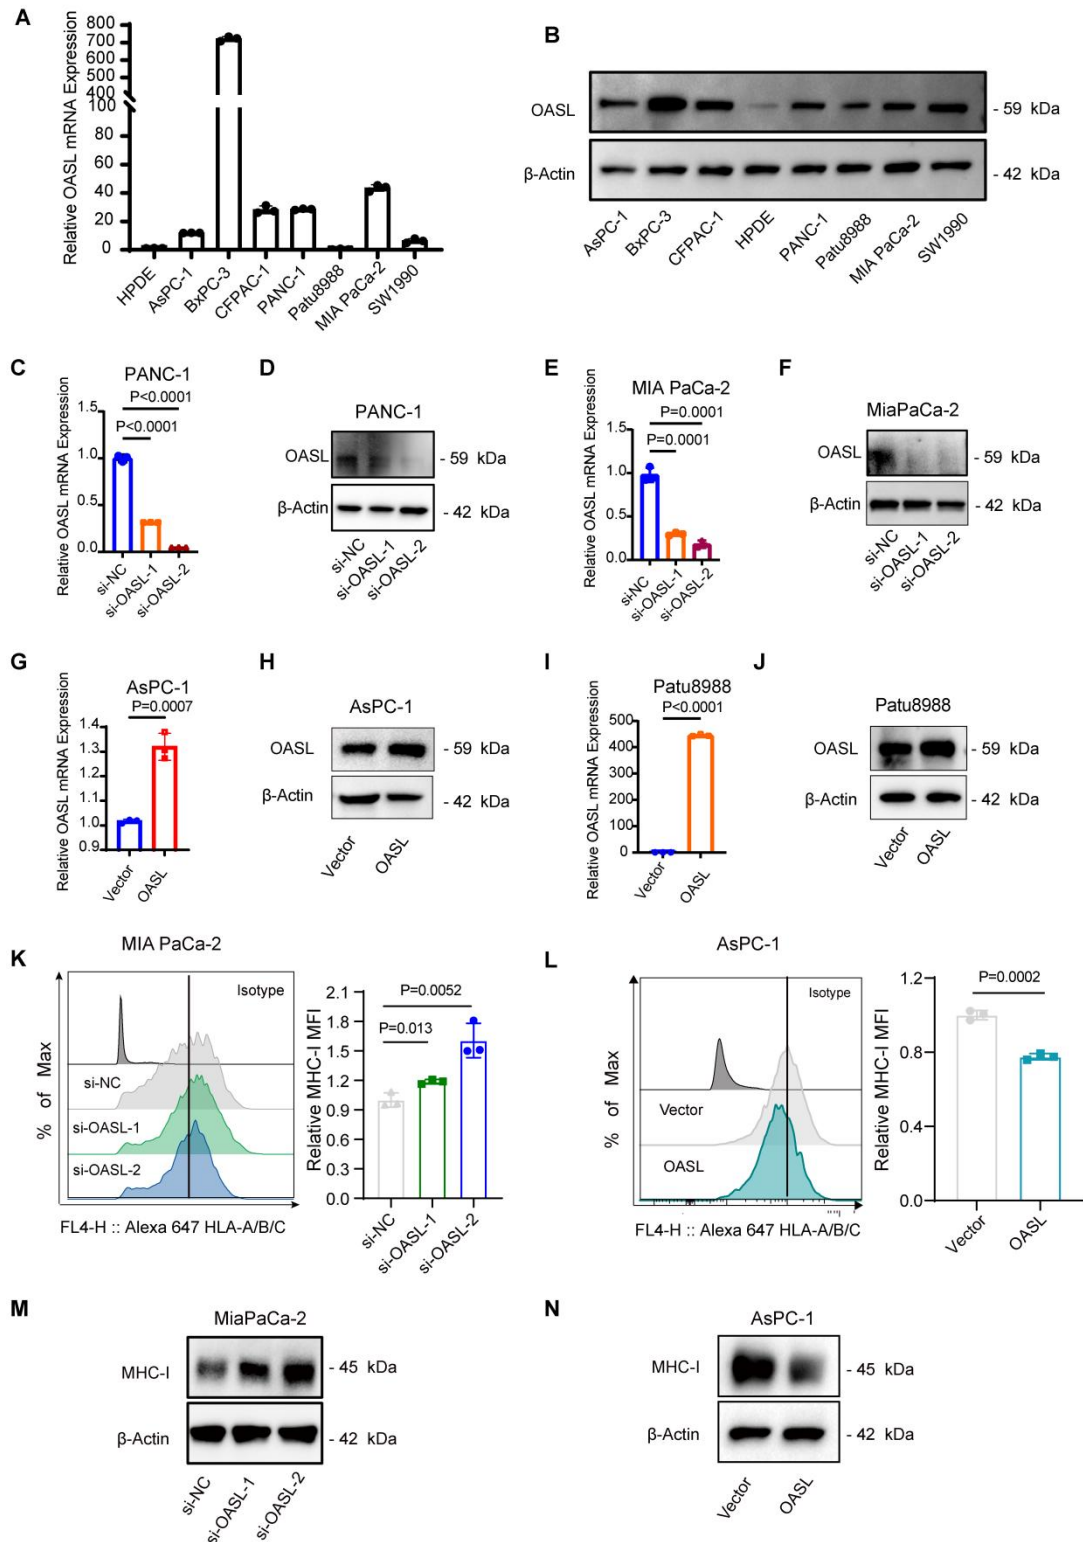 A
Relative OASL mRNA Expression
800
700
600
500
400
300
200
100
80
60
40
20
0
HPDE
AsPC-1
BxPC-3
CFPAC-1
PANC-1
Patu8988
MIA PaCa-2
SW1990
B
OASL
- 59 kDa
β-Actin
- 42 kDa
AsPC-1
BxPC-3
CFPAC-1
HPDE
PANC-1
Patu8988
MIA PaCa-2
SW1990
C
PANC-1
P<0.0001
P<0.0001
Relative OASL mRNA Expression
1.5
1.0
0.5
0.0
si-NC
si-OASL-1
si-OASL-2
D
PANC-1
OASL
- 59 kDa
β-Actin
- 42 kDa
si-NC
si-OASL-1
si-OASL-2
E
MIA PaCa-2
P=0.0001
P=0.0001
Relative OASL mRNA Expression
1.5
1.0
0.5
0.0
si-NC
si-OASL-1
si-OASL-2
F
MiaPaCa-2
OASL
- 59 kDa
β-Actin
- 42 kDa
si-NC
si-OASL-1
si-OASL-2
G
AsPC-1
P=0.0007
Relative OASL mRNA Expression
1.4
1.3
1.2
1.1
1.0
0.9
Vector
OASL
H
AsPC-1
OASL
- 59 kDa
β-Actin
- 42 kDa
Vector
OASL
I
Patu8988
P<0.0001
Relative OASL mRNA Expression
500
400
300
200
100
0
Vector
OASL
J
Patu8988
OASL
- 59 kDa
β-Actin
- 42 kDa
Vector
OASL
K
MIA PaCa-2
% of Max
Isotype
si-NC
si-OASL-1
si-OASL-2
FL4-H :: Alexa 647 HLA-A/B/C
Relative MHC-I MFI
2.1
1.8
1.5
1.2
0.9
0.6
0.3
0.0
P=0.0052
P=0.013
si-NC
si-OASL-1
si-OASL-2
L
AsPC-1
% of Max
Isotype
Vector
OASL
FL4-H :: Alexa 647 HLA-A/B/C
Relative MHC-I MFI
1.2
0.8
0.4
0.0
P=0.0002
Vector
OASL
M
MiaPaCa-2
MHC-I
- 45 kDa
β-Actin
- 42 kDa
si-NC
si-OASL-1
si-OASL-2
N
AsPC-1
MHC-I
- 45 kDa
β-Actin
- 42 kDa
Vector
OASL